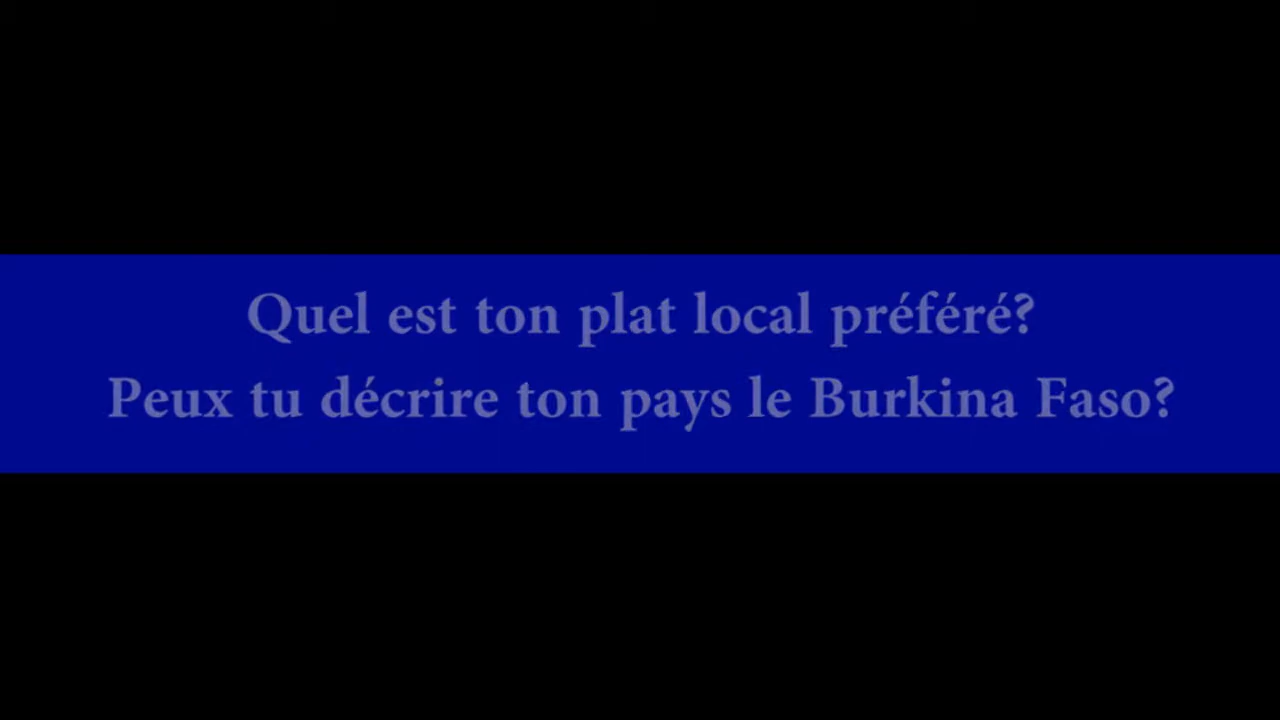 Quel est ton plat local préféré?
Peux tu décrire ton pays le Burkina Faso?